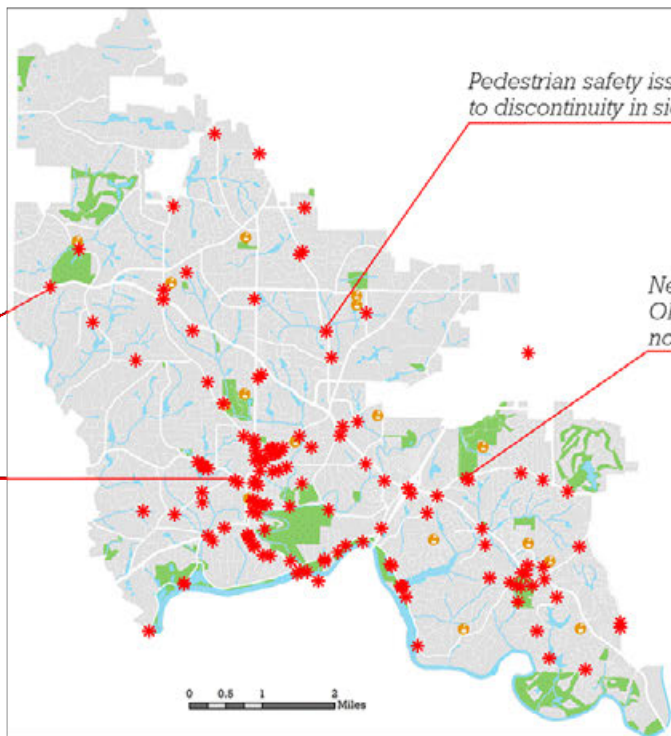 Pedestrian safety iss
to discontinuity in si
Ne
Ol
no
0 0.5 1 2
Miles